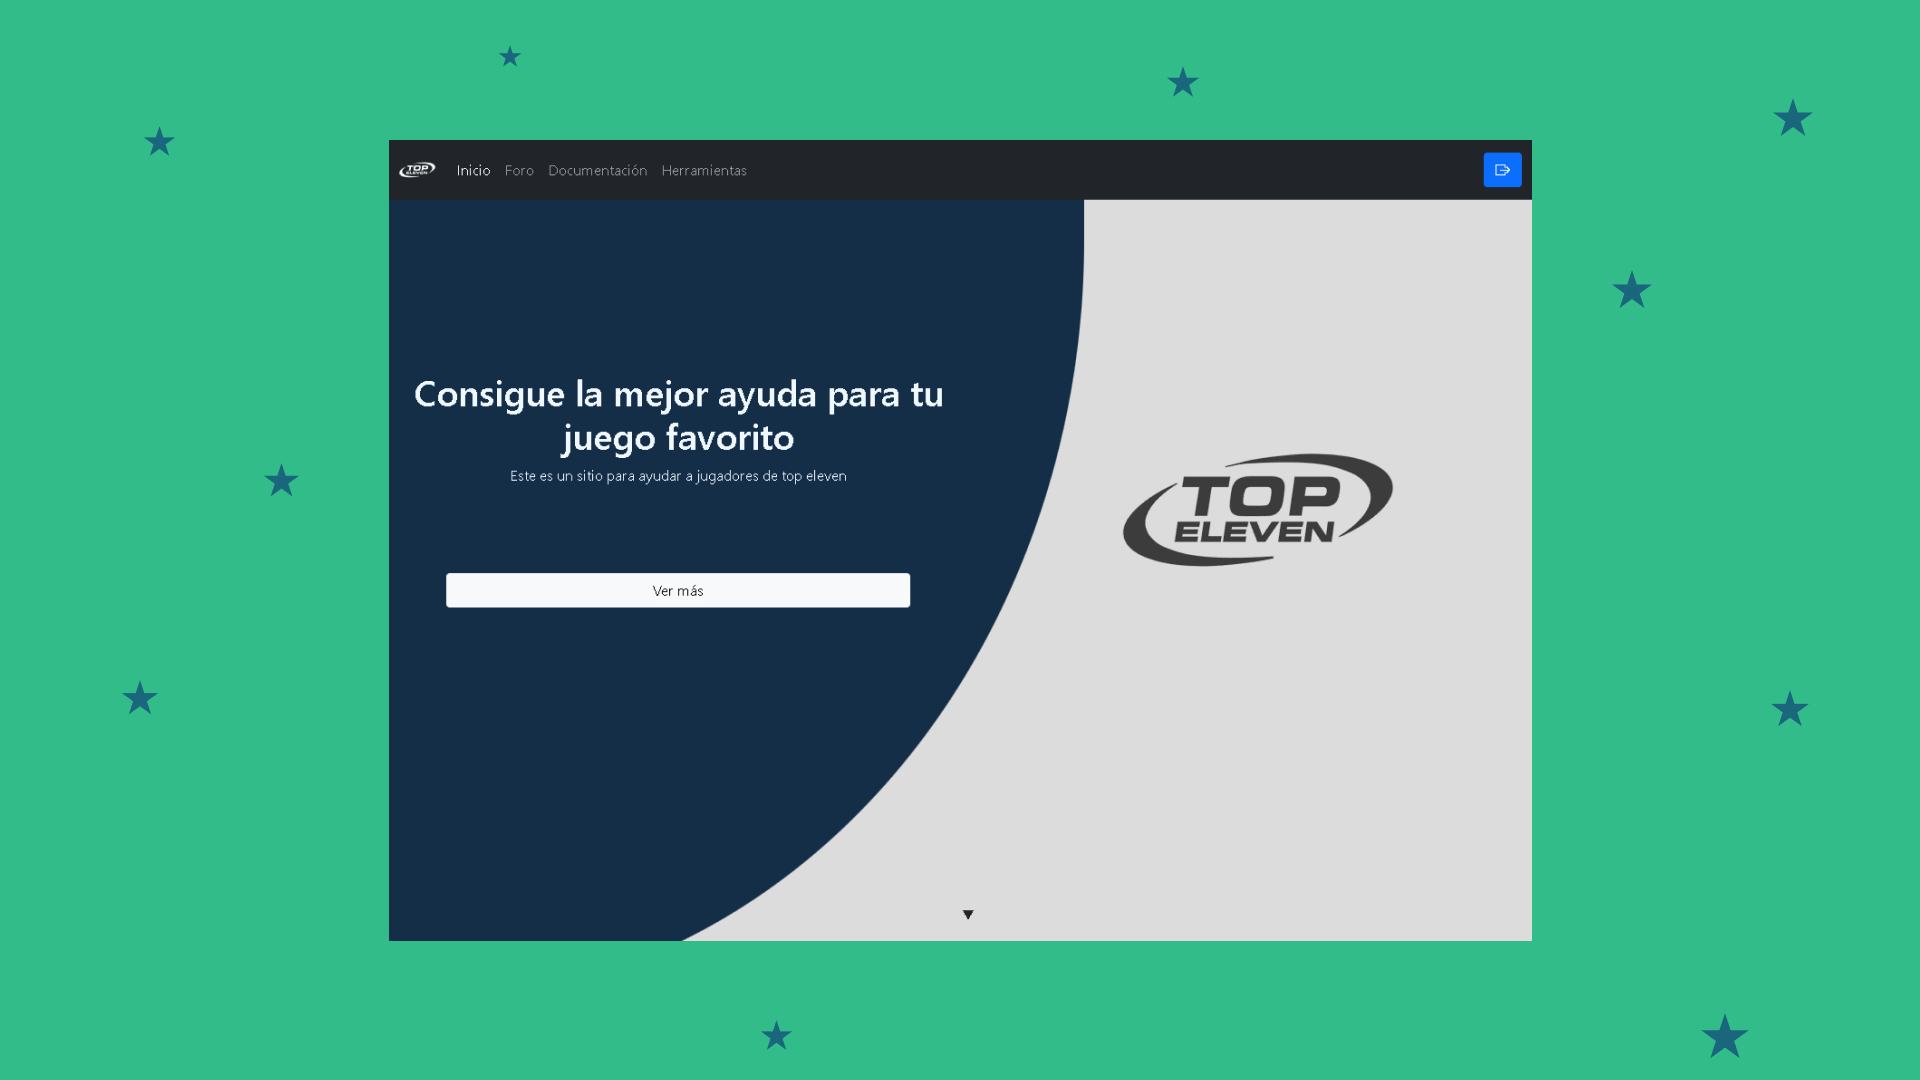 TOP
ELEVEN
Inicio Foro Documentación Herramientas
Consigue la mejor ayuda para tu
juego favorito
Este es un sitio para ayudar a jugadores de top eleven
Ver más
TOP
ELEVEN